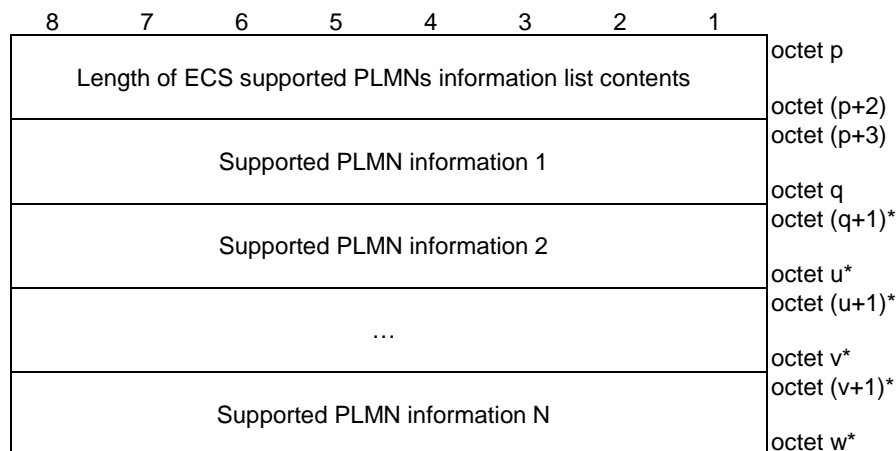 8 7 6 5 4 3 2 1
octet p
Length of ECS supported PLMNs information list contents
octet (p+2)
octet (p+3)
Supported PLMN information 1
octet q
octet (q+1)*
Supported PLMN information 2
octet u*
octet (u+1)*
…
octet v*
octet (v+1)*
Supported PLMN information N
octet w*